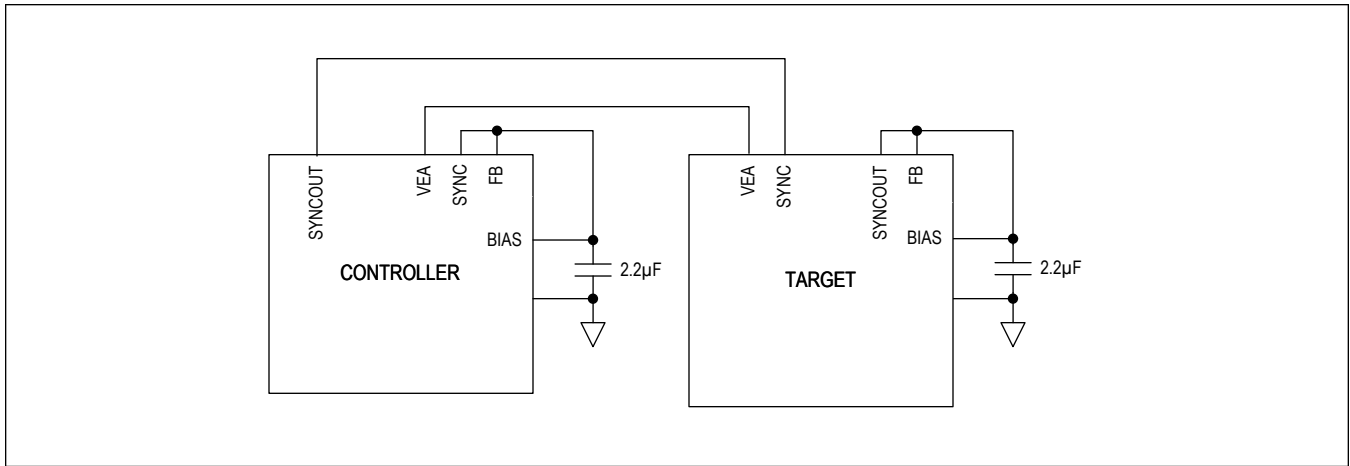 SYNCOUT
VEA
SYNC
FB
BIAS
CONTROLLER
2.2µF
VEA
SYNC
SYNCOUT
FB
BIAS
TARGET
2.2µF